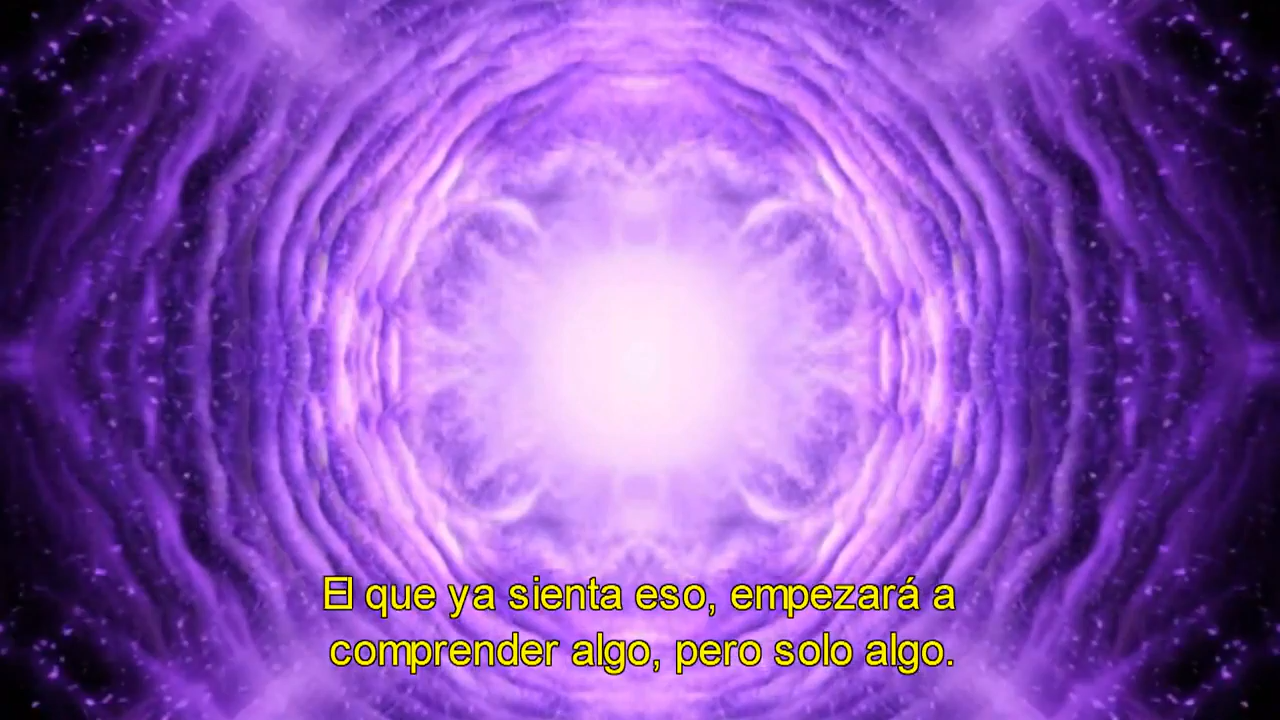 El que ya sienta eso, empezará a
comprender algo, pero solo algo.